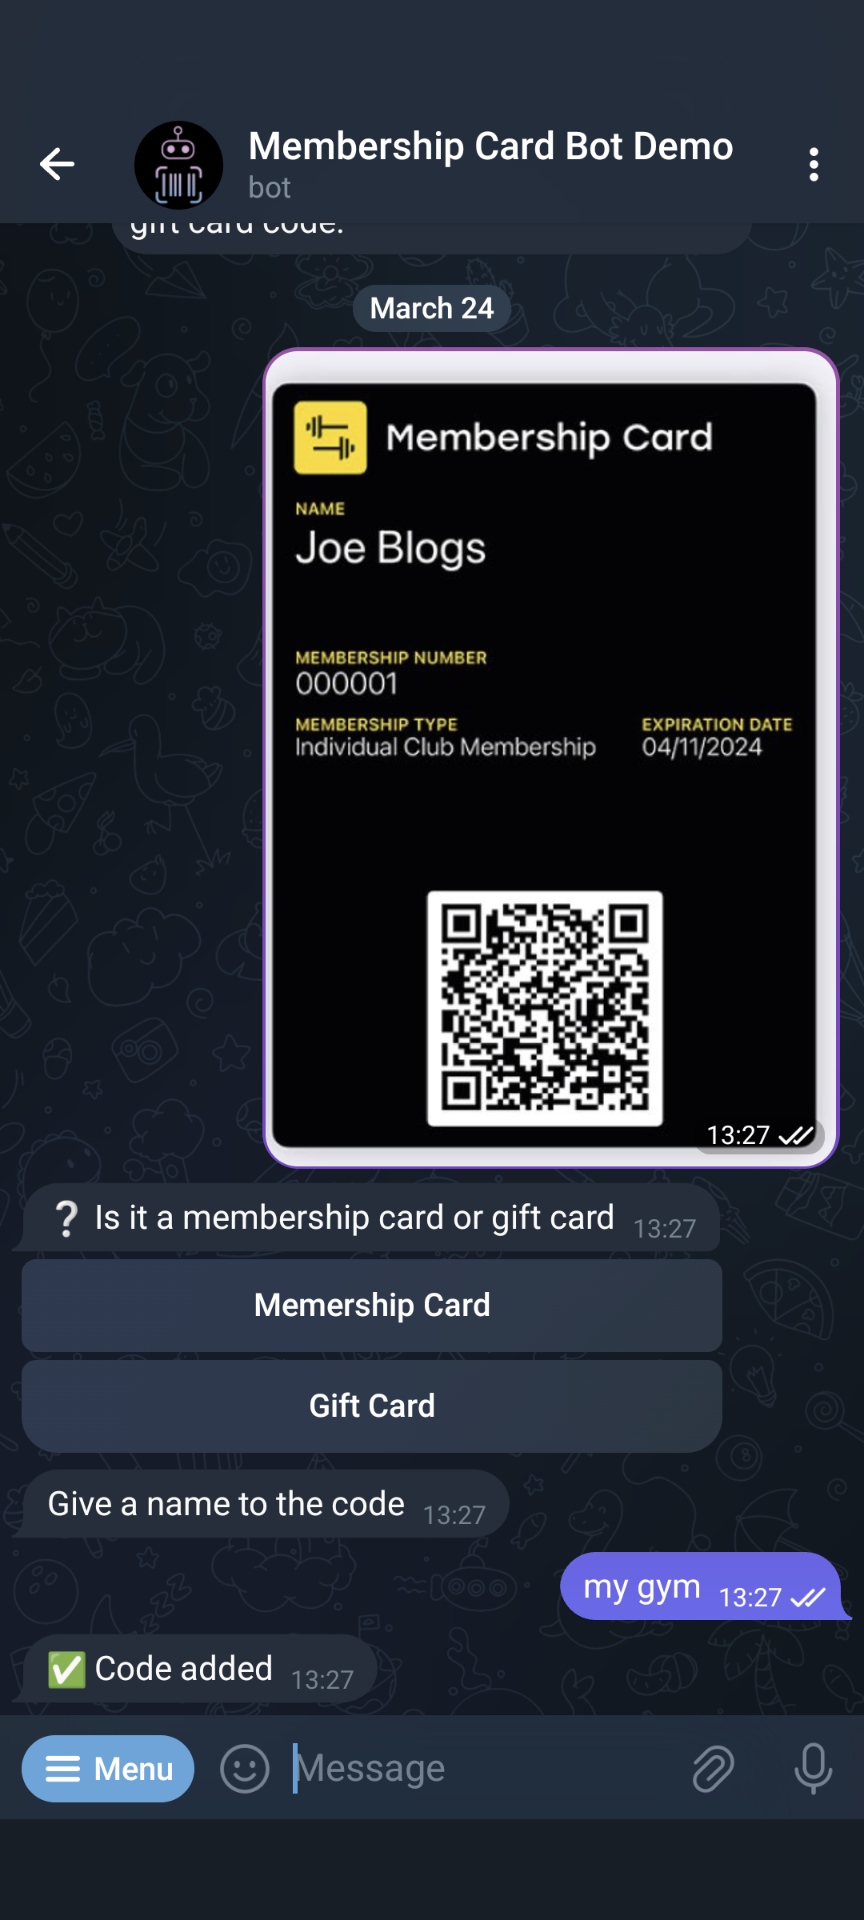 Membership Card Bot Demo
bot
gift card code.
March 24
Membership Card
NAME
Joe Blogs
MEMBERSHIP NUMBER
000001
MEMBERSHIP TYPE
EXPIRATION DATE
Individual Club Membership
04/11/2024
13:27
❔ Is it a membership card or gift card 13:27
Memership Card
Gift Card
Give a name to the code 13:27
my gym 13:27
✅ Code added 13:27
Menu
Message